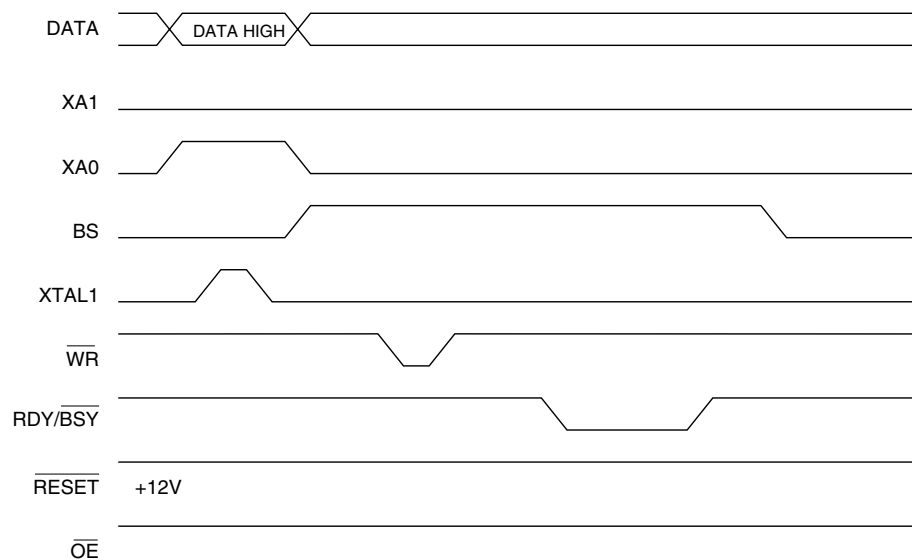 DATA DATA HIGH
XA1
XA0
BS
XTAL1
WR
RDY/BSY
RESET +12V
OE